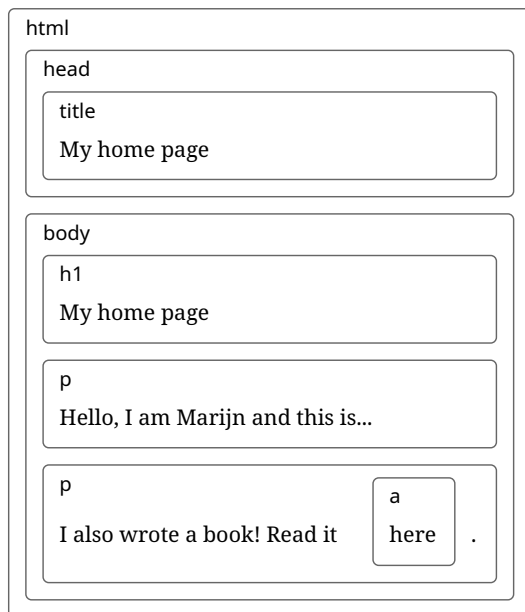 html
head
title
My home page
body
h1
My home page
p
Hello, I am Marijn and this is...
p
a
I also wrote a book! Read it here .